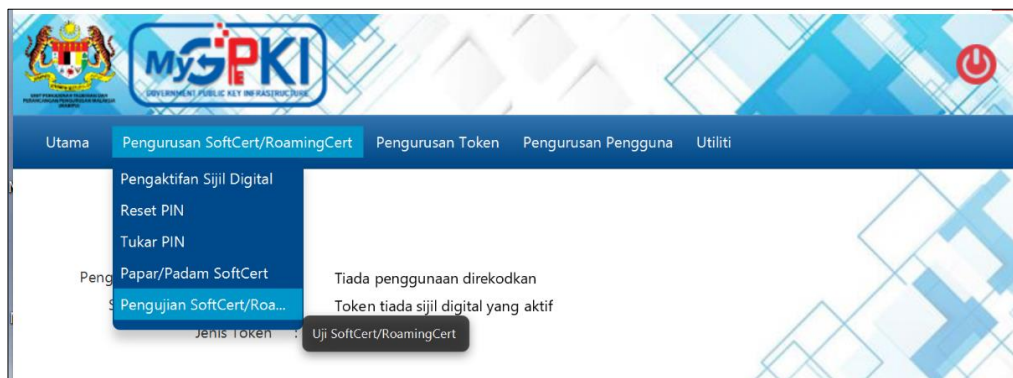 MyGPKI
GOVERNMENT PUBLIC KEY INFRASTRUCTURE
Utama Pengurusan SoftCert/RoamingCert Pengurusan Token Pengurusan Pengguna Utiliti
Pengaktifan Sijil Digital
Reset PIN
Tukar PIN
Papar/Padam SoftCert
Pengujian SoftCert/Roa...
Uji SoftCert/RoamingCert
Peng Tiada penggunaan direkodkan
S Token tiada sijil digital yang aktif
Jenis Token :